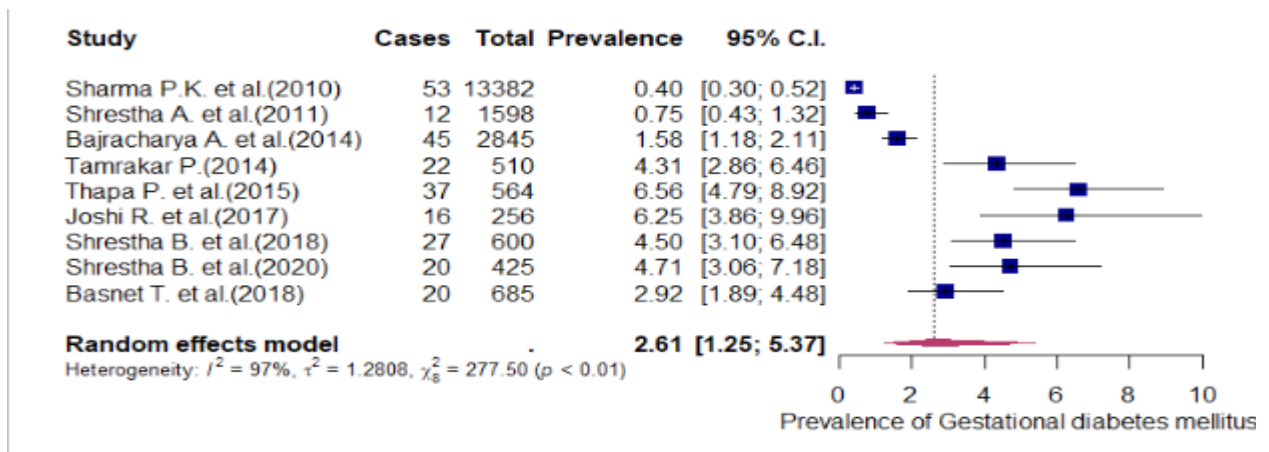 Study Cases Total Prevalence 95% C.I.
Sharma P.K. et al.(2010) 53 13382 0.40 [0.30; 0.52]
Shrestha A. et al.(2011) 12 1598 0.75 [0.43; 1.32]
Bajracharya A. et al.(2014) 45 2845 1.58 [1.18; 2.11]
Tamrakar P.(2014) 22 510 4.31 [2.86; 6.46]
Thapa P. et al.(2015) 37 564 6.56 [4.79; 8.92]
Joshi R. et al.(2017) 16 256 6.25 [3.86; 9.96]
Shrestha B. et al.(2018) 27 600 4.50 [3.10; 6.48]
Shrestha B. et al.(2020) 20 425 4.71 [3.06; 7.18]
Basnet T. et al.(2018) 20 685 2.92 [1.89; 4.48]
Random effects model . 2.61 [1.25; 5.37]
Heterogeneity: I² = 97%, τ² = 1.2808, χ²₈ = 277.50 (p < 0.01)
0 2 4 6 8 10
Prevalence of Gestational diabetes mellitus